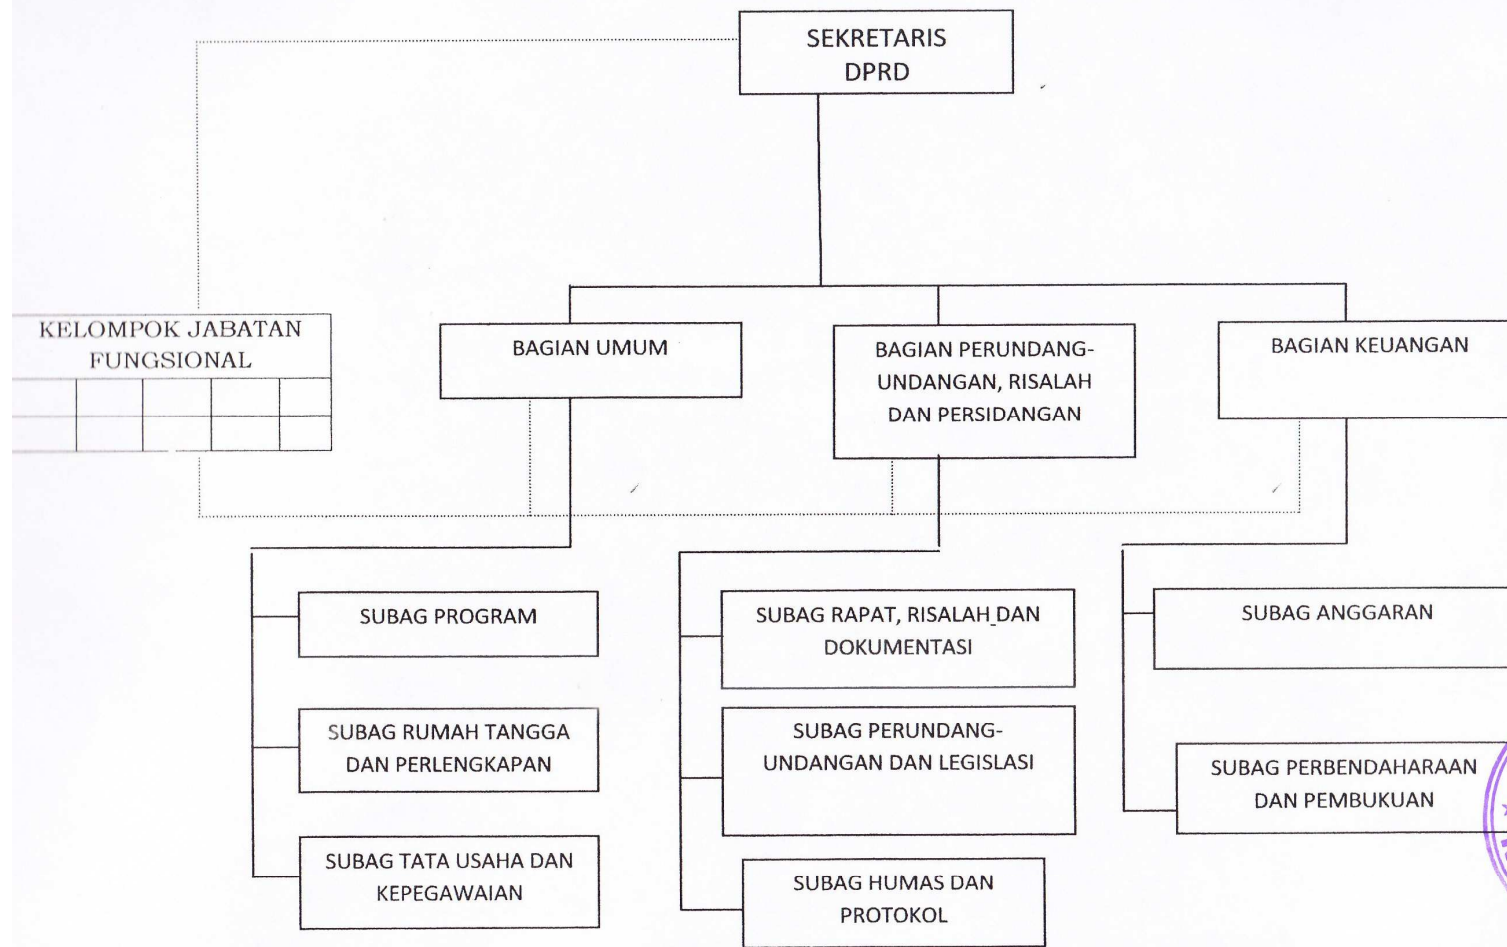 SEKRETARIS
DPRD
KELOMPOK JABATAN
FUNGSIONAL
BAGIAN UMUM
BAGIAN PERUNDANG-
UNDANGAN, RISALAH
DAN PERSIDANGAN
BAGIAN KEUANGAN
SUBAG PROGRAM
SUBAG RUMAH TANGGA
DAN PERLENGKAPAN
SUBAG TATA USAHA DAN
KEPEGAWAIAN
SUBAG RAPAT, RISALAH DAN
DOKUMENTASI
SUBAG PERUNDANG-
UNDANGAN DAN LEGISLASI
SUBAG HUMAS DAN
PROTOKOL
SUBAG ANGGARAN
SUBAG PERBENDAHARAAN
DAN PEMBUKUAN